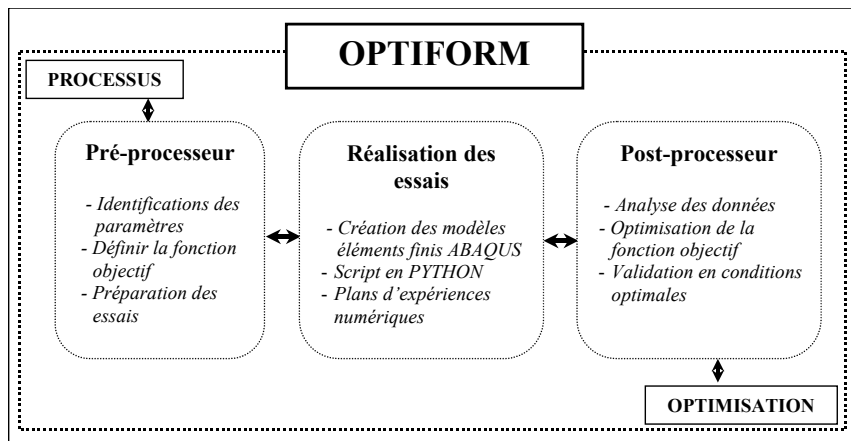 OPTIFORM
PROCESSUS
Pré-processeur
- Identifications des
paramètres
- Définir la fonction
objectif
- Préparation des
essais
Réalisation des
essais
- Création des modèles
éléments finis ABAQUS
- Script en PYTHON
- Plans d'expériences
numériques
Post-processeur
- Analyse des données
- Optimisation de la
fonction objectif
- Validation en conditions
optimales
OPTIMISATION